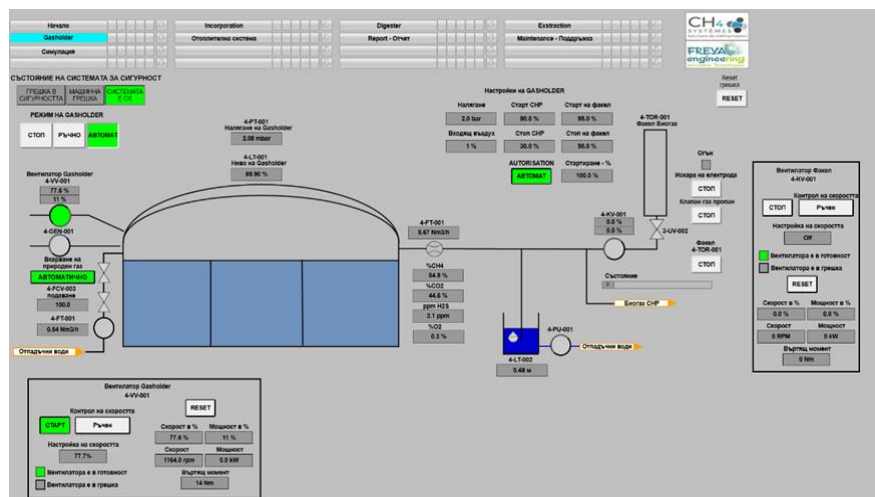 Начало
Incorporation
Digester
Exstraction
Gasholder
Отоплителна система
Report - Отчет
Maintenance - Поддръжка
Симулация
CH4
SYSTEMES
FREYA
engineering
СЪСТОЯНИЕ НА СИСТЕМАТА ЗА СИГУРНОСТ
ГРЕШКА В
СИГУРНОСТТА
МАШИННА
ГРЕШКА
СИСТЕМАТА
Е ОК
Reset
грешка
RESET
РЕЖИМ НА GASHOLDER
СТОП
РЪЧНО
АВТОМАТ
4-PT-001
Налягане на Gasholder
2.08 mbar
4-LT-001
Ниво на Gasholder
89.90 %
Настройки на GASHOLDER
Налягане
Старт CHP
Старт на факел
2.0 bar
80.0 %
95.0 %
Входящ въздух
Стоп CHP
Стоп на факел
1 %
30.0 %
90.0 %
AUTORISATION
Стартиране - %
АВТОМАТ
100.0 %
4-TOR-001
Факел Биогаз
Огън
Искара на електрода
СТОП
Клапан газ пропан
СТОП
Факел
4-TOR-001
СТОП
2-UV-002
4-KV-001
0.0 %
0.0 %
Състояние
Биогаз CHP
Вентилатор Gasholder
4-VV-001
77.6 %
11 %
4-GEN-001
Вкарване на
природен газ
АВТОМАТИЧНО
4-FCV-003
подаване
100.0
4-FT-001
0.64 Nm3/h
Отпадъчни води
4-FT-001
5.67 Nm3/h
%CH4
54.8 %
%CO2
44.6 %
ppm H2S
2.1 ppm
%O2
0.3 %
4-PU-001
Отпадъчни води
4-LT-002
0.48 м
Вентилатор Факел
4-KV-001
Контрол на скоростта
СТОП
Ръчен
Настройка на скоростта
Off
Вентилатора е в готовност
Вентилатора е в грешка
RESET
Скорост в %
Мощност в %
0.0 %
0.0 %
Скорост
Мощност
0 RPM
0 kW
Въртящ момент
0 Nm
Вентилатор Gasholder
4-VV-001
RESET
Контрол на скоростта
СТАРТ
Ръчен
Скорост в %
Мощност в %
77.6 %
11 %
Настройка на скоростта
77.7%
Скорост
Мощност
1164.0 rpm
0.0 kW
Вентилатора е в готовност
Вентилатора е в грешка
Въртящ момент
14 Nm